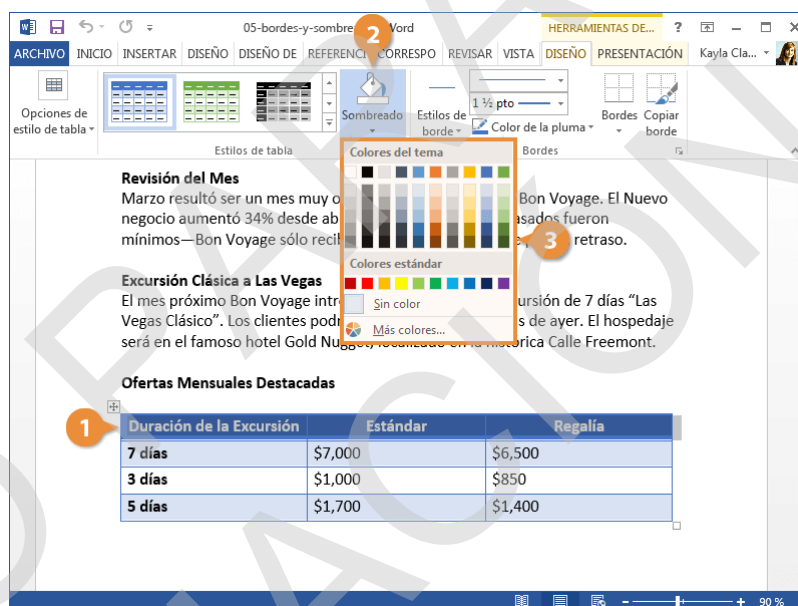 05-bordes-y-sombre
Word
HERRAMIENTAS DE...
?
ARCHIVO INICIO INSERTAR DISEÑO DISEÑO DE REFERENCI CORRESPO REVISAR VISTA DISEÑO PRESENTACIÓN Kayla Cla...
2
Opciones de
estilo de tabla
Sombreado
Estilos de
borde
1 ½ pto
Color de la pluma
Bordes
Copiar
borde
Estilos de tabla
Bordes
Colores del tema
Colores estándar
Sin color
Más colores...
3
Revisión del Mes
Marzo resultó ser un mes muy o Bon Voyage. El Nuevo
negocio aumentó 34% desde ab asados fueron
mínimos—Bon Voyage sólo recib retraso.
Excursión Clásica a Las Vegas
El mes próximo Bon Voyage intr ursión de 7 días “Las
Vegas Clásico”. Los clientes podr s de ayer. El hospedaje
será en el famoso hotel Gold Nugget, localizado en la histórica Calle Freemont.
Ofertas Mensuales Destacadas
1
Duración de la Excursión Estándar Regalía
7 días $7,000 $6,500
3 días $1,000 $850
5 días $1,700 $1,400
90 %